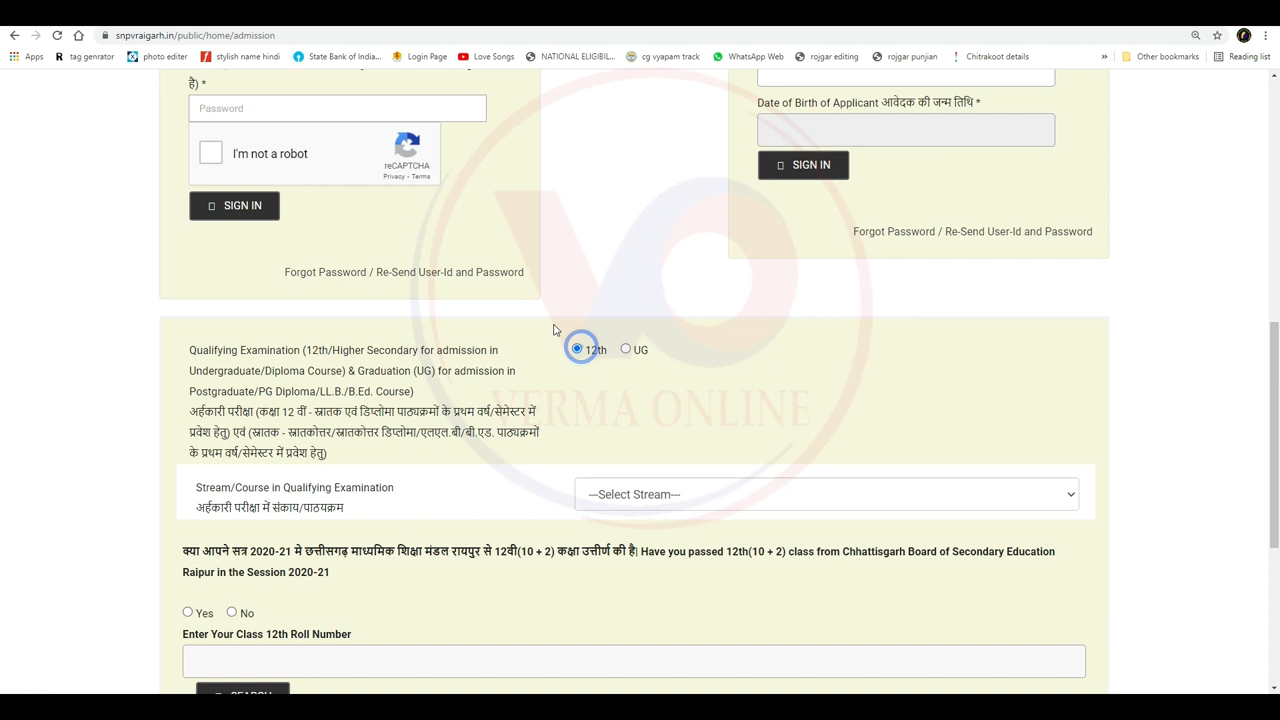 snpvraigarh.in/public/home/admission
Apps
tag genrator
photo editer
stylish name hindi
State Bank of India...
Login Page
Love Songs
NATIONAL ELIGIBIL...
cg vyapam track
WhatsApp Web
rojgar editing
rojgar punjian
Chitrakoot details
»
Other bookmarks
Reading list
है) *
Password
I'm not a robot
reCAPTCHA
Privacy - Terms
SIGN IN
Forgot Password / Re-Send User-Id and Password
Date of Birth of Applicant आवेदक की जन्म तिथि *
SIGN IN
Forgot Password / Re-Send User-Id and Password
Qualifying Examination (12th/Higher Secondary for admission in
Undergraduate/Diploma Course) & Graduation (UG) for admission in
Postgraduate/PG Diploma/LL.B./B.Ed. Course)
अर्हकारी परीक्षा (कक्षा 12 वीं - स्नातक एवं डिप्लोमा पाठ्यक्रमों के प्रथम वर्ष/सेमेस्टर में
प्रवेश हेतु) एवं (स्नातक - स्नातकोत्तर/स्नातकोत्तर डिप्लोमा/एलएल.बी/बी.एड. पाठ्यक्रमों
के प्रथम वर्ष/सेमेस्टर में प्रवेश हेतु)
12th UG
VERMA ONLINE
Stream/Course in Qualifying Examination
अर्हकारी परीक्षा में संकाय/पाठयक्रम
---Select Stream---
क्या आपने सत्र 2020-21 मे छत्तीसगढ़ माध्यमिक शिक्षा मंडल रायपुर से 12वी(10 + 2) कक्षा उत्तीर्ण की है| Have you passed 12th(10 + 2) class from Chhattisgarh Board of Secondary Education
Raipur in the Session 2020-21
Yes No
Enter Your Class 12th Roll Number
SEARCH